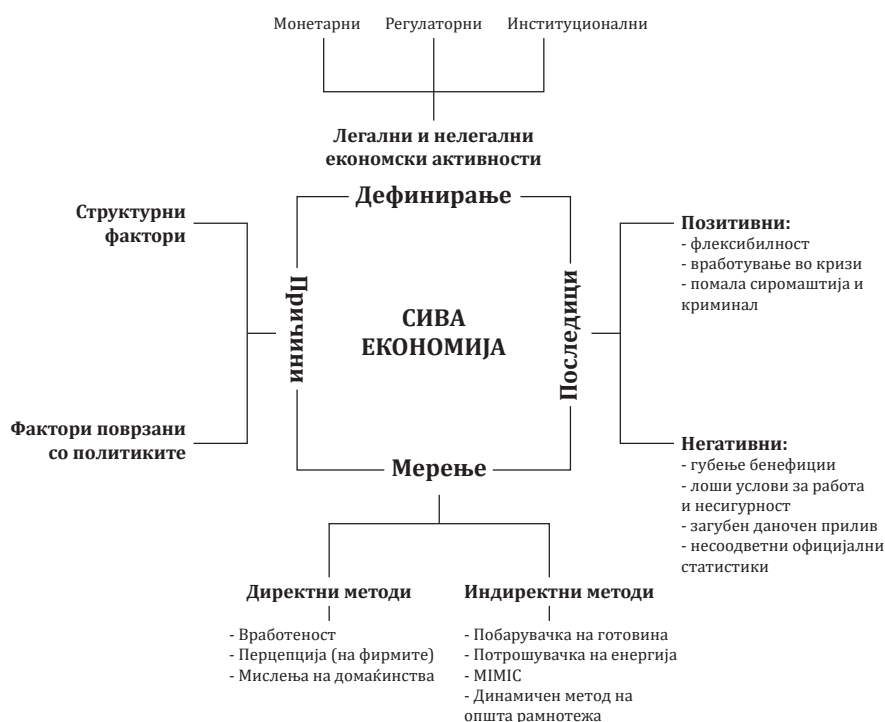 Монетарни Регулаторни Институционални
Легални и нелегални
економски активности
Дефинирање
Структурни
фактори
Причини
СИВА
ЕКОНОМИЈА
Последици
Позитивни:
- флексибилност
- вработување во кризи
- помала сиромаштија и
криминал
Фактори поврзани
со политиките
Негативни:
- губење бенефиции
- лоши услови за работа
и несигурност
- загубен даночен прилив
- несоодветни официјални
статистики
Мерење
Директни методи
- Вработеност
- Перцепција (на фирмите)
- Мислења на домаќинства
Индиректни методи
- Побарувачка на готовина
- Потрошувачка на енергија
- MIMIC
- Динамичен метод на
општа рамнотежа